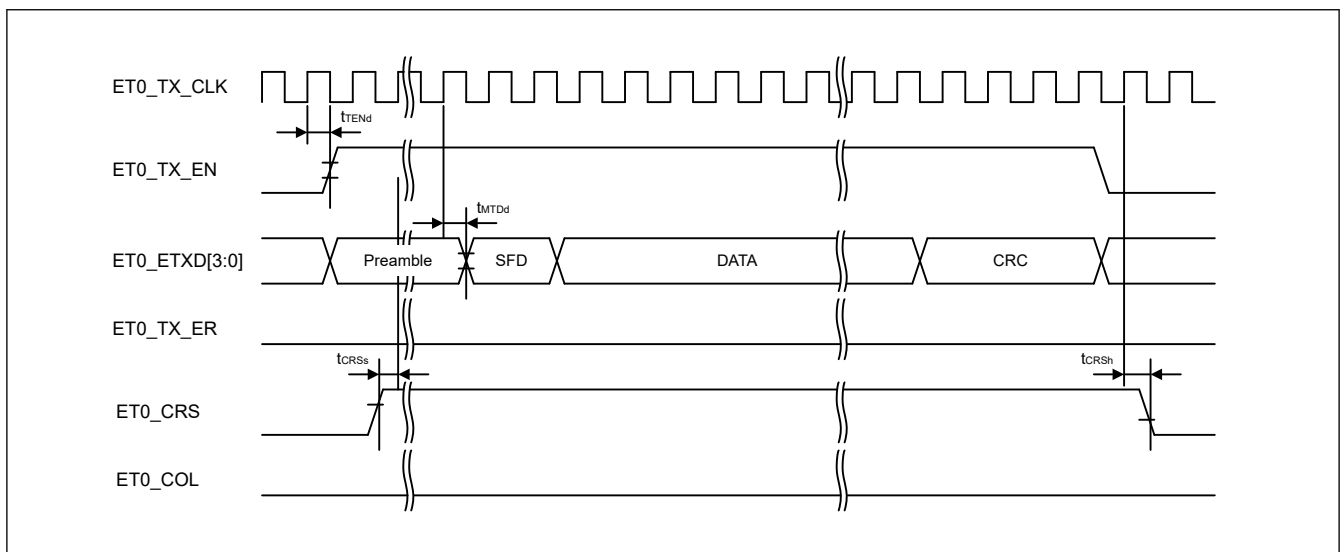 ET0_TX_CLK
tTENd
ET0_TX_EN
tMTDd
ET0_ETXD[3:0] Preamble SFD DATA CRC
ET0_TX_ER
tCRSs tCRSh
ET0_CRS
ET0_COL